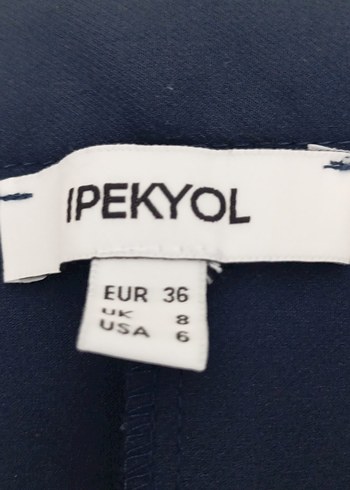 IPEKYOL
EUR 36
UK 8
USA 6